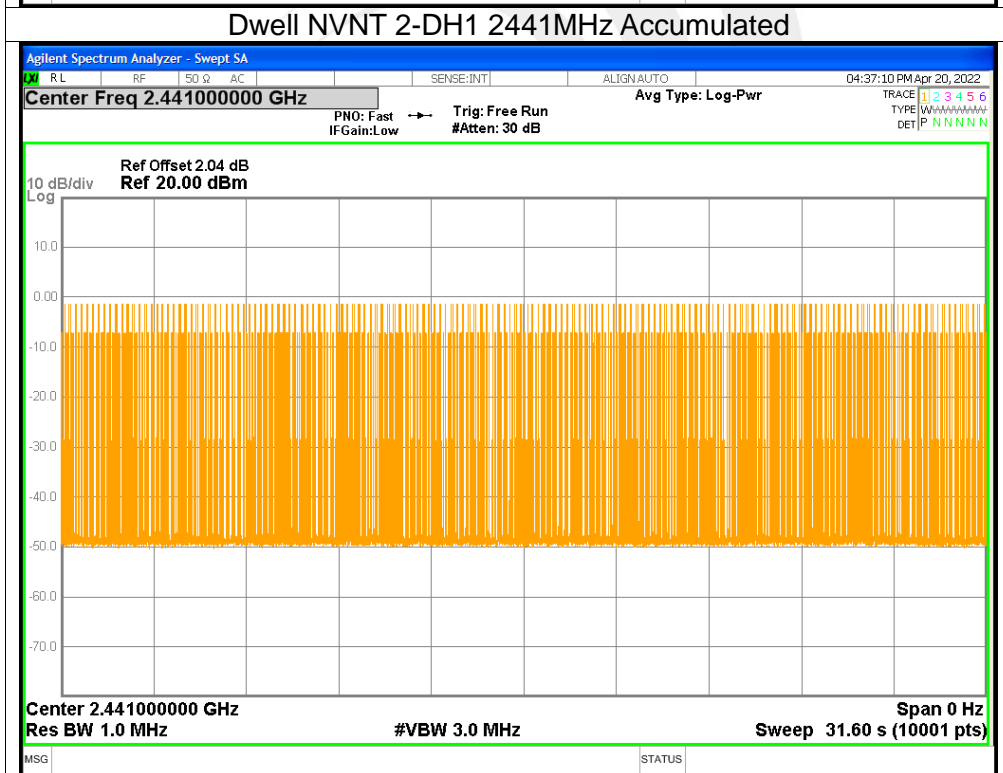 Dwell NVNT 2-DH1 2441MHz Accumulated
Agilent Spectrum Analyzer - Swept SA
LXI RL RF 50 Ω AC SENSE:INT ALIGN AUTO 04:37:10 PM Apr 20, 2022
Center Freq 2.441000000 GHz Avg Type: Log-Pwr TRACE 1 2 3 4 5 6
PNO: Fast Trig: Free Run TYPE WWWWWW
IFGain:Low #Atten: 30 dB DET P N N N N N
Ref Offset 2.04 dB
10 dB/div Ref 20.00 dBm
Log
10.0
0.00
-10.0
-20.0
-30.0
-40.0
-50.0
-60.0
-70.0
Center 2.441000000 GHz Span 0 Hz
Res BW 1.0 MHz #VBW 3.0 MHz Sweep 31.60 s (10001 pts)
MSG STATUS